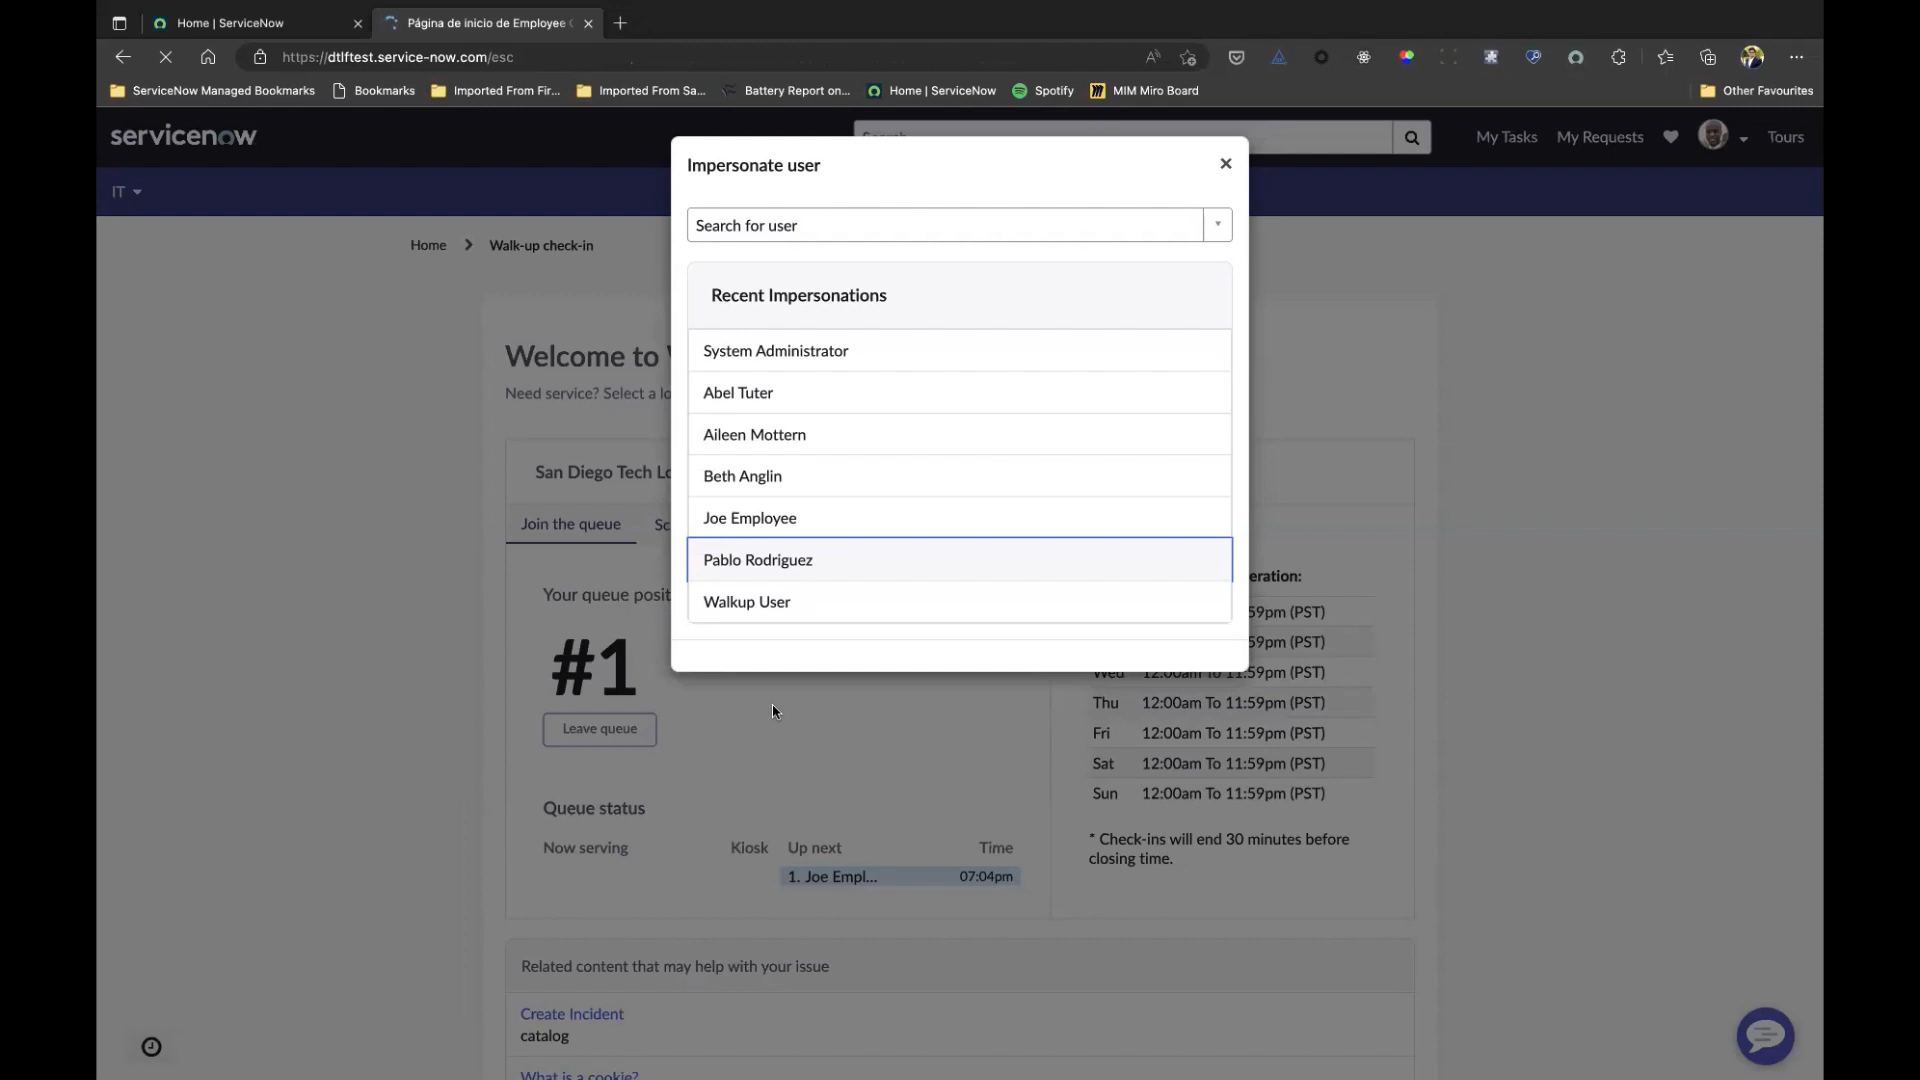 Home | ServiceNow
Página de inicio de Employee
https://dtlftest.service-now.com/esc
ServiceNow Managed Bookmarks
Bookmarks
Imported From Fir...
Imported From Sa...
Battery Report on...
Home | ServiceNow
Spotify
MIM Miro Board
Other Favourites
servicenow
My Tasks
My Requests
Tours
IT
Home
Walk-up check-in
Impersonate user
Search for user
Recent Impersonations
System Administrator
Abel Tuter
Aileen Mottern
Beth Anglin
Joe Employee
Pablo Rodriguez
Walkup User
Welcome to
Need service? Select a lo
San Diego Tech Lo
Join the queue
Sc
Your queue posit
#1
Leave queue
Queue status
Now serving
Kiosk
Up next
Time
1. Joe Empl...
07:04pm
eration:
59pm (PST)
59pm (PST)
Wed 12:00am To 11:59pm (PST)
Thu 12:00am To 11:59pm (PST)
Fri 12:00am To 11:59pm (PST)
Sat 12:00am To 11:59pm (PST)
Sun 12:00am To 11:59pm (PST)
* Check-ins will end 30 minutes before
closing time.
Related content that may help with your issue
Create Incident
catalog
What is a cookie?